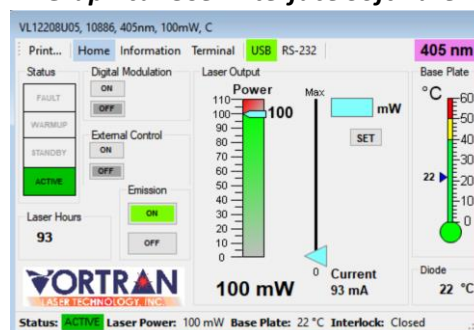 VL12208U05, 10886, 405nm, 100mW, C
Print... Home Information Terminal USB RS-232 405 nm
Status
FAULT
WARMUP
STANDBY
ACTIVE
Digital Modulation
ON
OFF
External Control
ON
OFF
Emission
ON
OFF
Laser Hours
93
VORTRAN
LASER TECHNOLOGY, INC.
Laser Output
Power
110
100
90
80
70
60
50
40
30
20
10
0
100
100 mW
Max
0
mW
SET
Current
93 mA
Base Plate
°C
60
50
40
30
20
10
0
22
Diode
22 °C
Status: ACTIVE Laser Power: 100 mW Base Plate: 22 °C Interlock: Closed